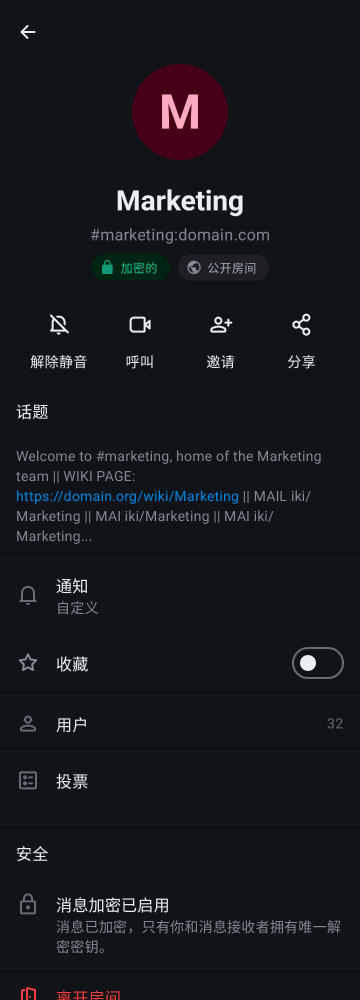 M
Marketing
#marketing:domain.com
加密的 公开房间
解除静音 呼叫 邀请 分享
话题
Welcome to #marketing, home of the Marketing
team || WIKI PAGE:
https://domain.org/wiki/Marketing || MAIL iki/
Marketing || MAI iki/Marketing || MAI iki/
Marketing...
通知
自定义
收藏
用户 32
投票
安全
消息加密已启用
消息已加密，只有你和消息接收者拥有唯一解
密密钥。
离开房间